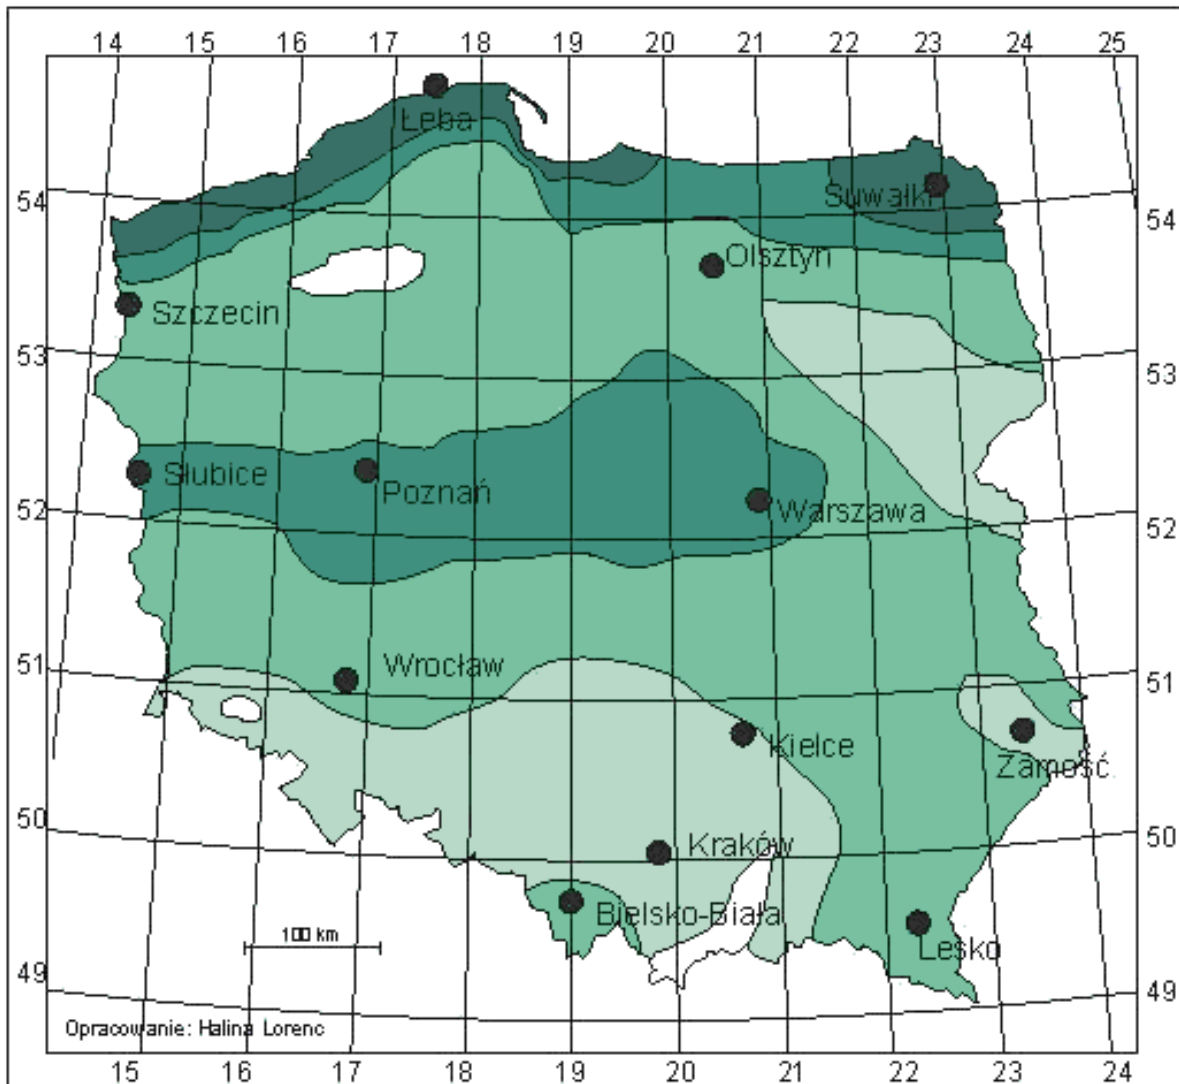 14 15 16 17 18 19 20 21 22 23 24 25
Łeba
54
Suwałki
54
Olsztyn
Szczecin
53
53
Słubice
Poznań
52
Warszawa
52
Wrocław
51
51
Kielce
Zamość
50
Kraków
50
Bielsko-Biała
100 km
Lesko
49
49
Opracowanie: Halina Lorenc
15 16 17 18 19 20 21 22 23 24